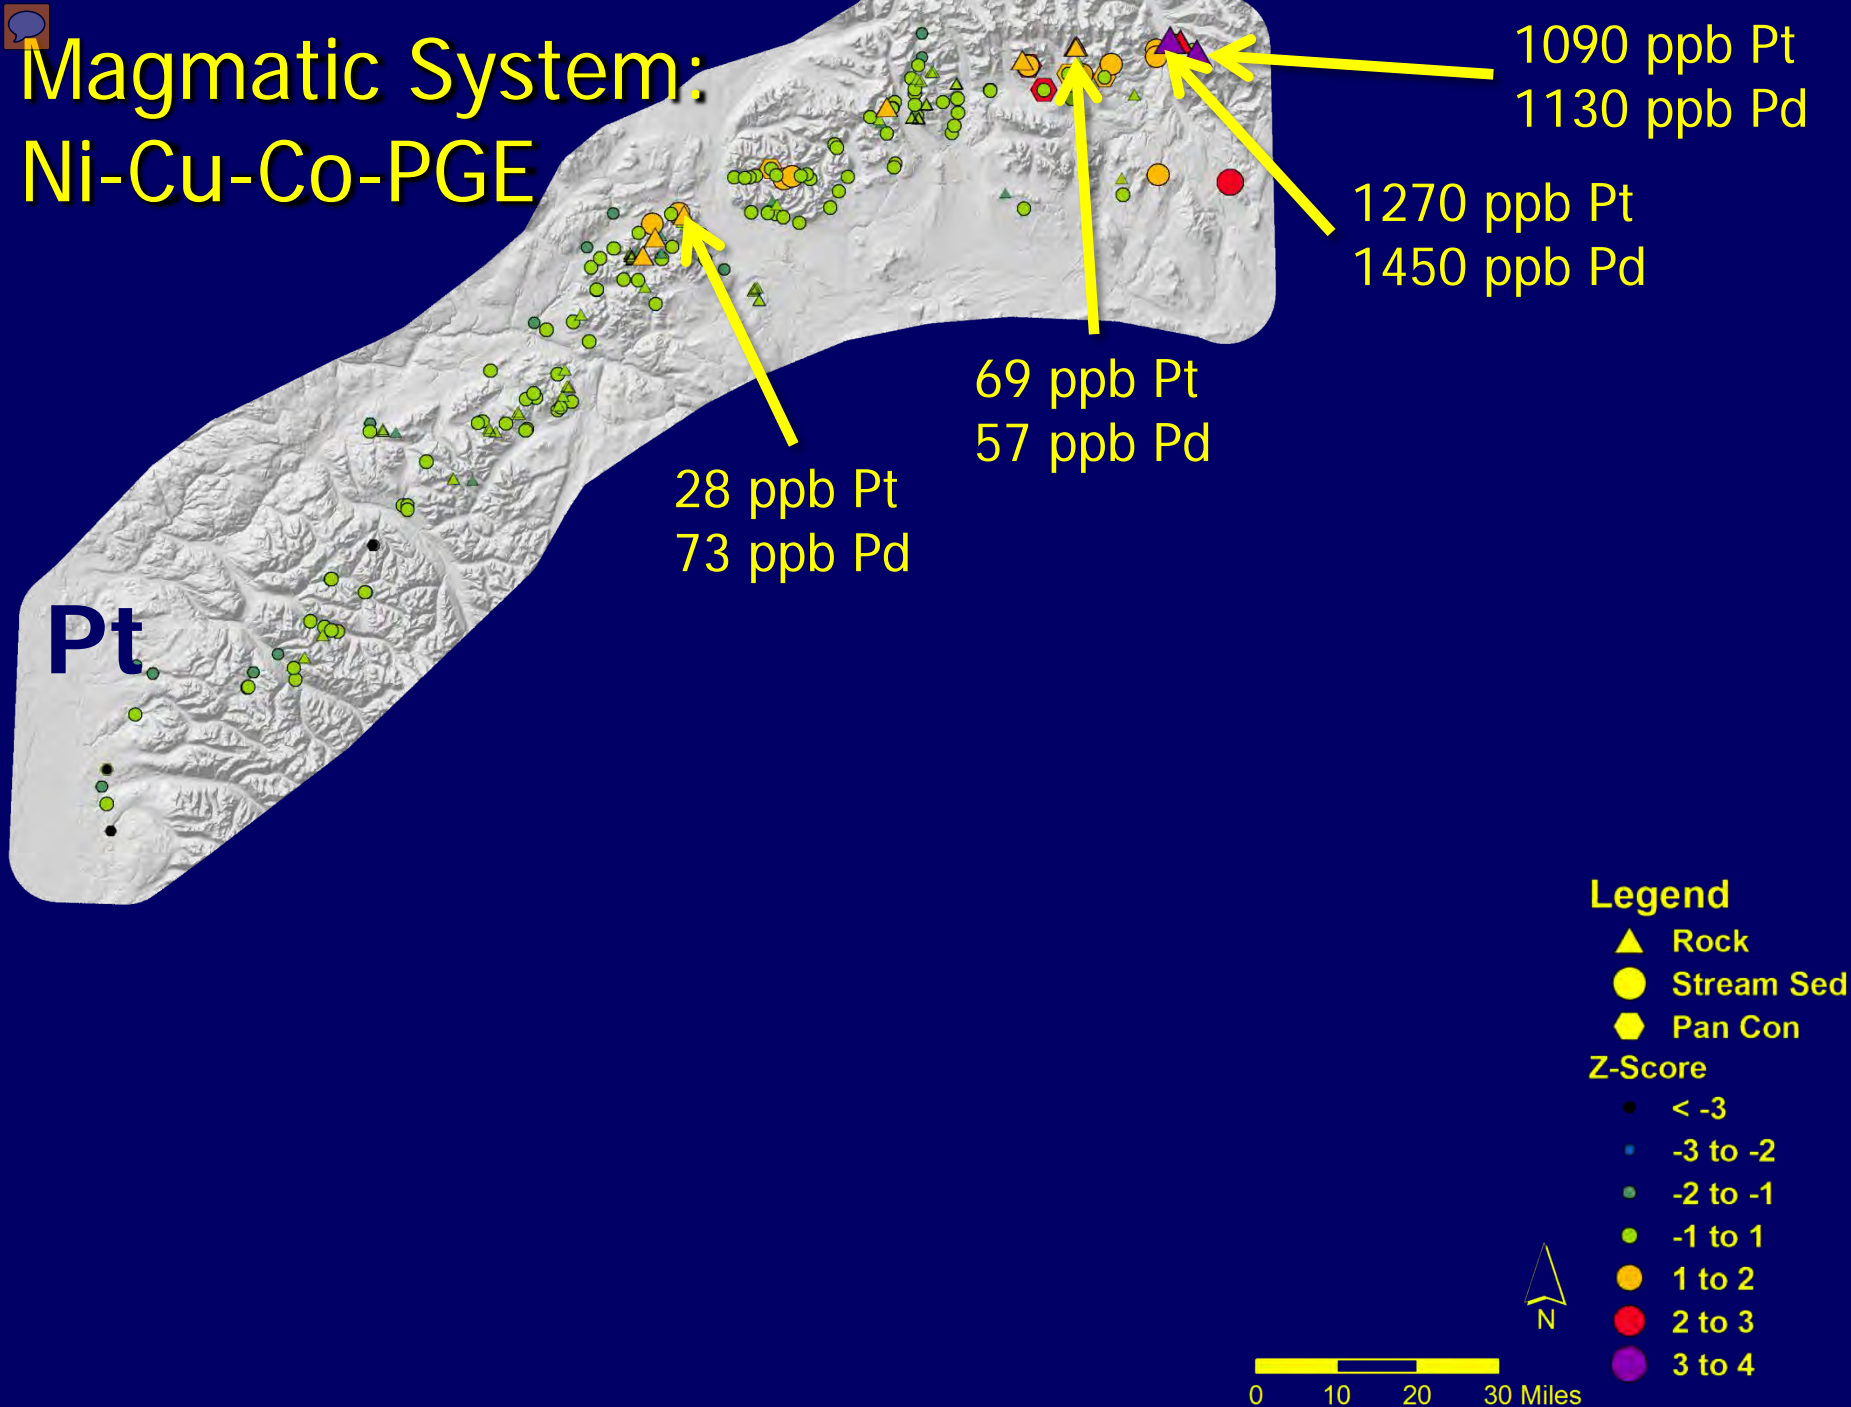 Magmatic System:
Ni-Cu-Co-PGE
1090 ppb Pt
1130 ppb Pd
1270 ppb Pt
1450 ppb Pd
69 ppb Pt
57 ppb Pd
28 ppb Pt
73 ppb Pd
Pt
Legend
Rock
Stream Sed
Pan Con
Z-Score
< -3
-3 to -2
-2 to -1
-1 to 1
1 to 2
2 to 3
3 to 4
N
0 10 20 30 Miles